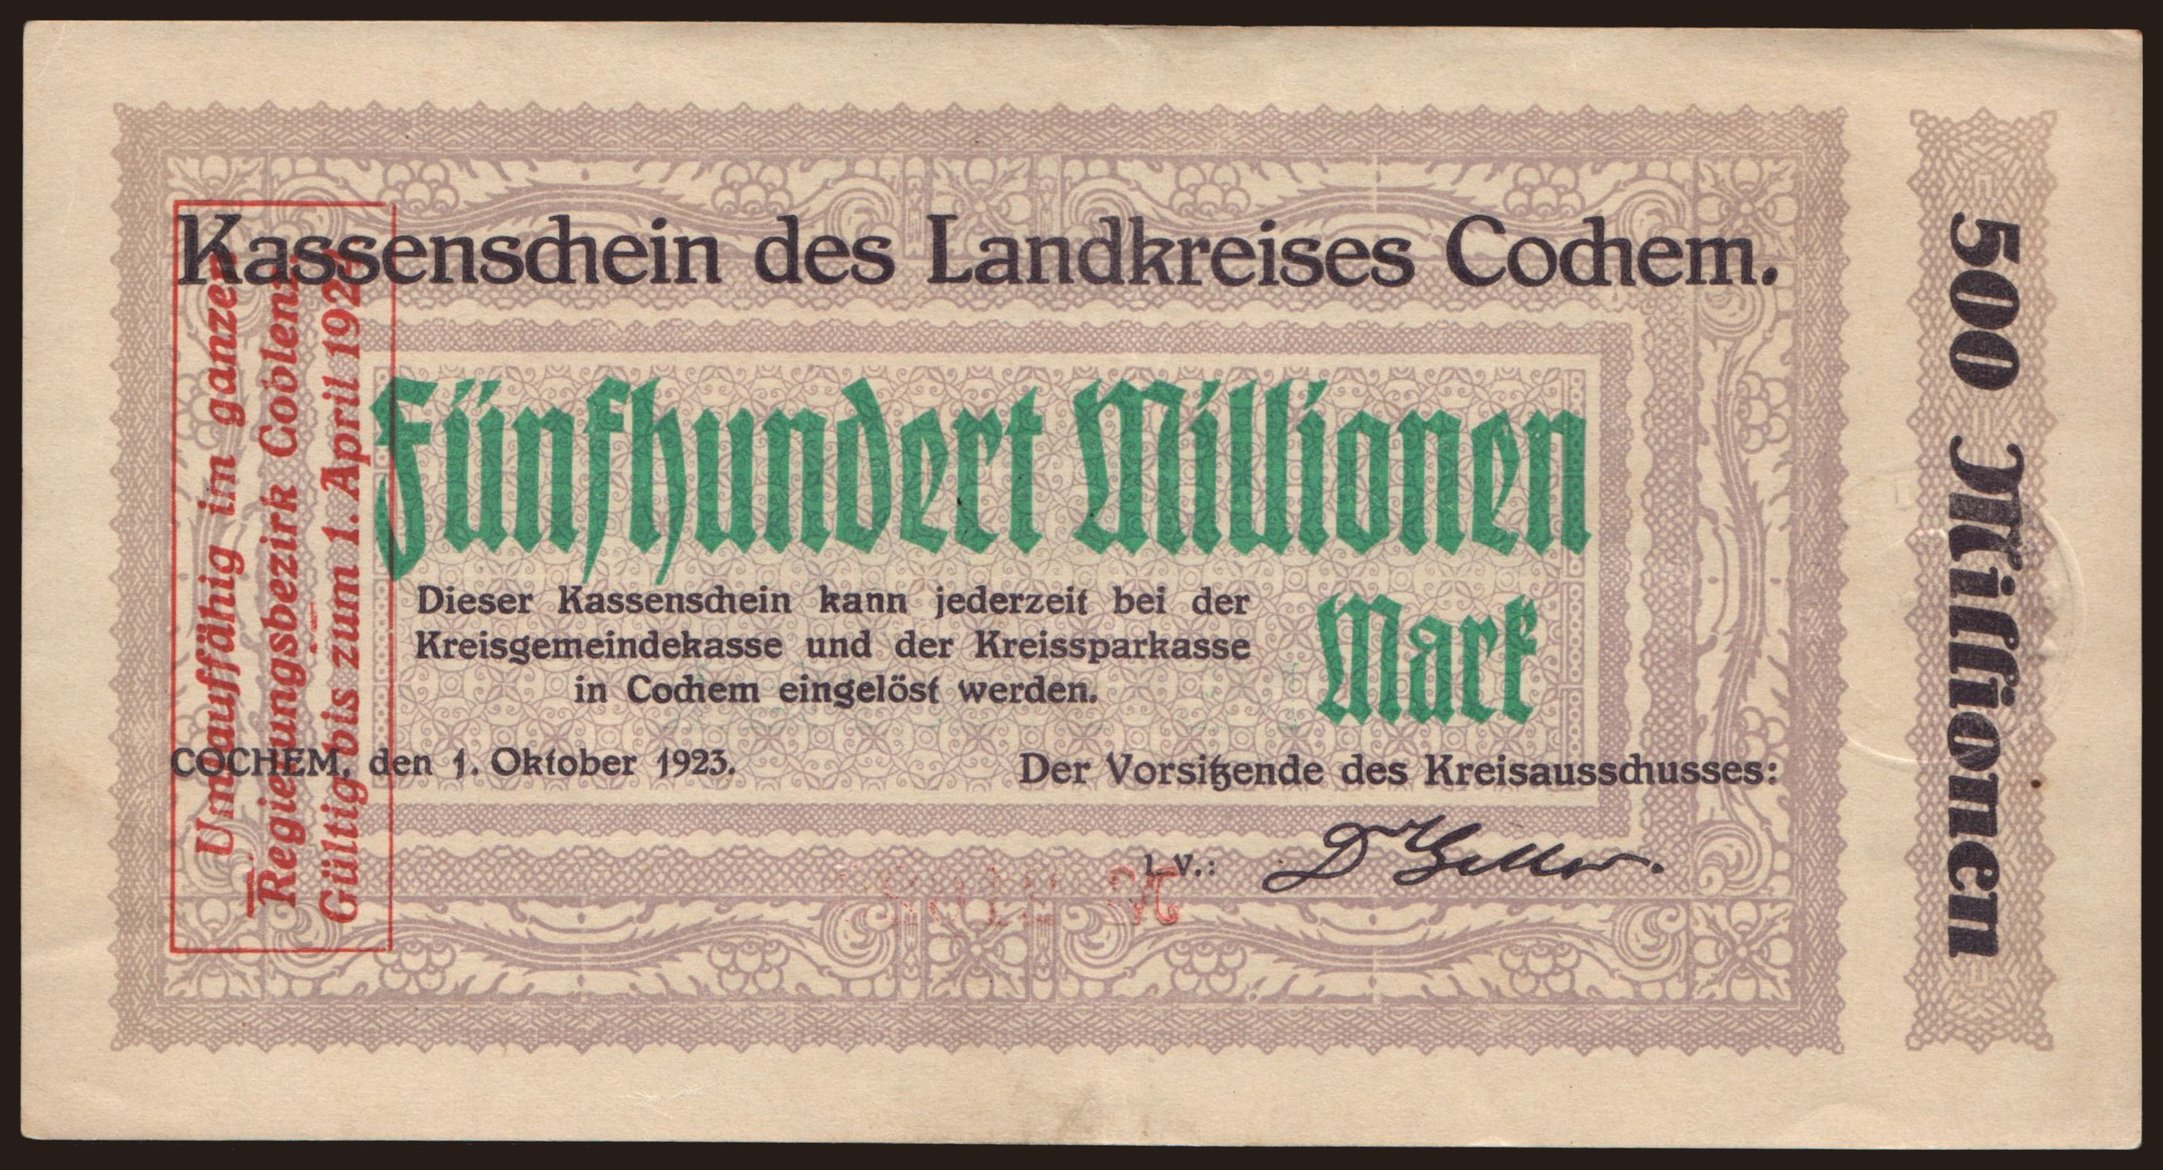 Kassenschein des Landkreises Cochem.
Fünfhundert Millionen
Dieser Kassenschein kann jederzeit bei der
Kreisgemeindekasse und der Kreissparkasse
in Cochem eingelöst werden.
Mark
COCHEM, den 1. Oktober 1923.
Der Vorsitzende des Kreisausschusses:
I. V.:
500 Millionen
Umlauffähig im ganzen
Regierungsbezirk Coblenz.
Gültig bis zum 1. April 1924